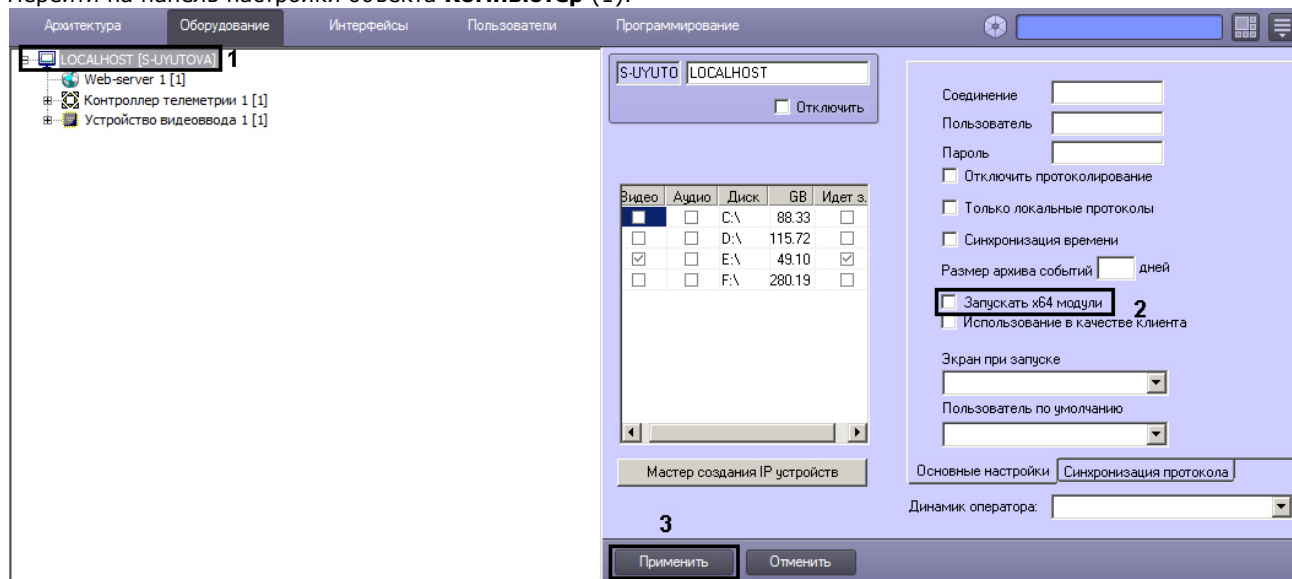 Перейти на панель настройки объекта Компьютер (1).
Архитектура Оборудование Интерфейсы Пользователи Программирование
LOCALHOST [S-UYUTOVA] 1
Web-server 1 [1]
Контроллер телеметрии 1 [1]
Устройство видеоввода 1 [1]
S-UYUTO LOCALHOST
Отключить
Видео Аудио Диск GB Идет з.
C:\ 88.33
D:\ 115.72
E:\ 49.10
F:\ 280.19
Мастер создания IP устройств
Соединение
Пользователь
Пароль
Отключить протоколирование
Только локальные протоколы
Синхронизация времени
Размер архива событий дней
Запускать x64 модули 2
Использование в качестве клиента
Экран при запуске
Пользователь по умолчанию
Основные настройки Синхронизация протокола
Динамик оператора:
3
Применить Отменить